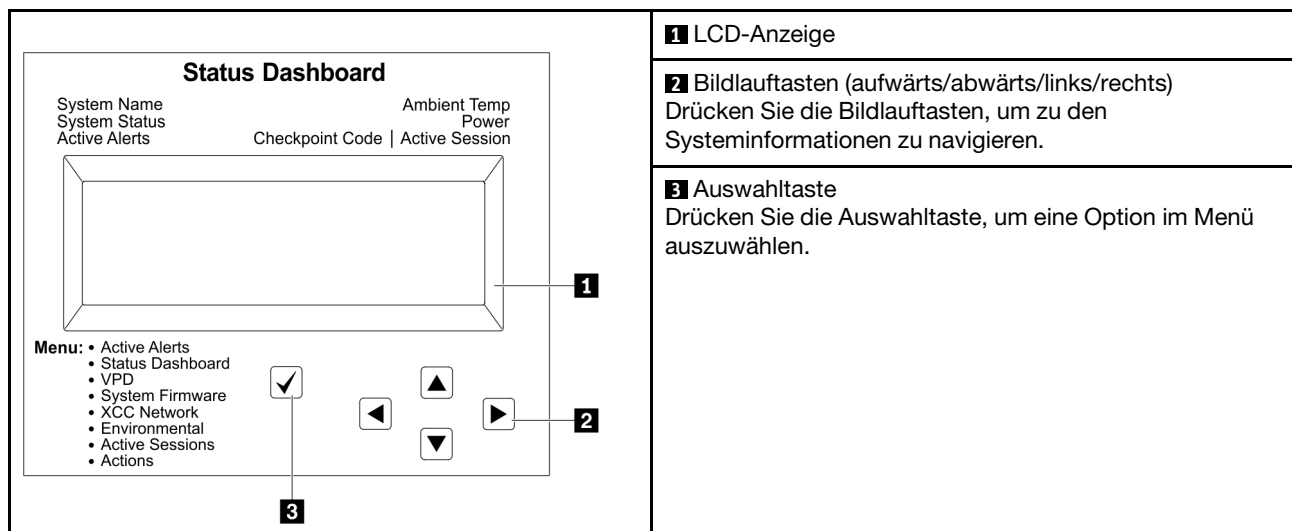 Status Dashboard
System Name
System Status
Active Alerts
Ambient Temp
Power
Checkpoint Code | Active Session
1
Menu: • Active Alerts
• Status Dashboard
• VPD
• System Firmware
• XCC Network
• Environmental
• Active Sessions
• Actions
2
3
1 LCD-Anzeige
2 Bildlauftasten (aufwärts/abwärts/links/rechts)
Drücken Sie die Bildlauftasten, um zu den
Systeminformationen zu navigieren.
3 Auswahltaste
Drücken Sie die Auswahltaste, um eine Option im Menü
auszuwählen.